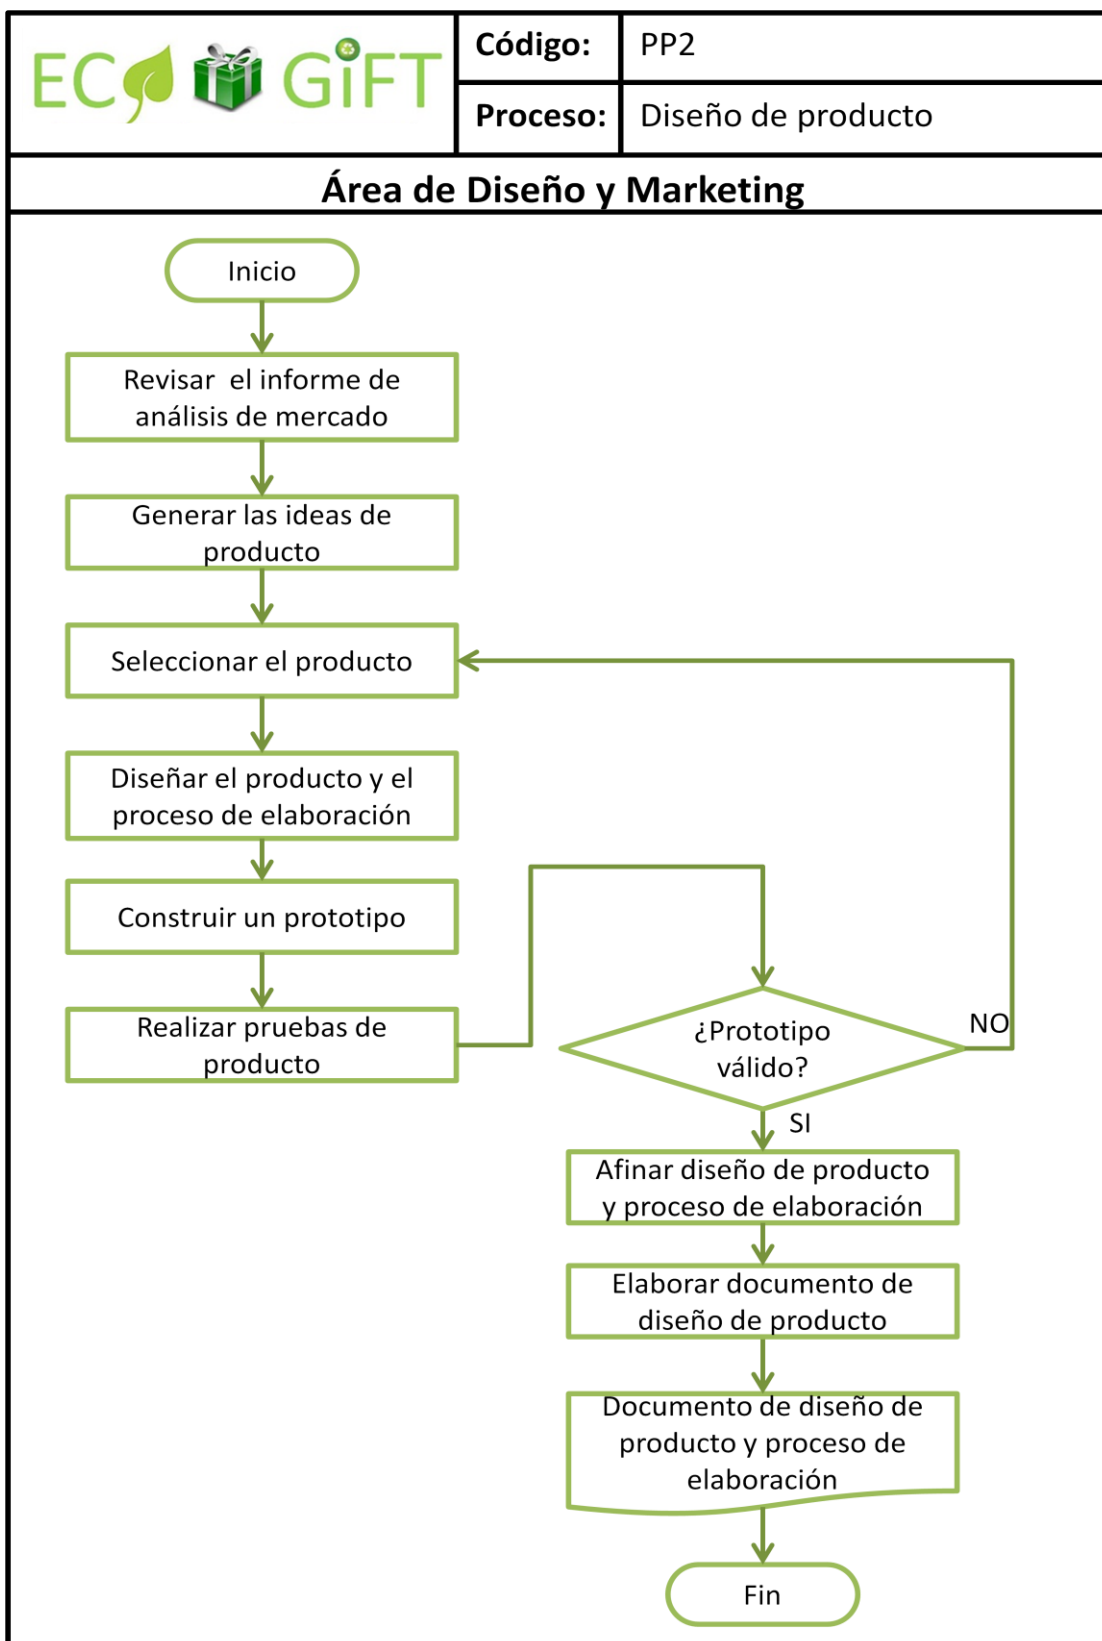 ECO GiFT
Código: PP2
Proceso: Diseño de producto
Área de Diseño y Marketing
Inicio
Revisar el informe de
análisis de mercado
Generar las ideas de
producto
Seleccionar el producto
Diseñar el producto y el
proceso de elaboración
Construir un prototipo
Realizar pruebas de
producto
¿Prototipo
válido?
NO
SI
Afinar diseño de producto
y proceso de elaboración
Elaborar documento de
diseño de producto
Documento de diseño de
producto y proceso de
elaboración
Fin